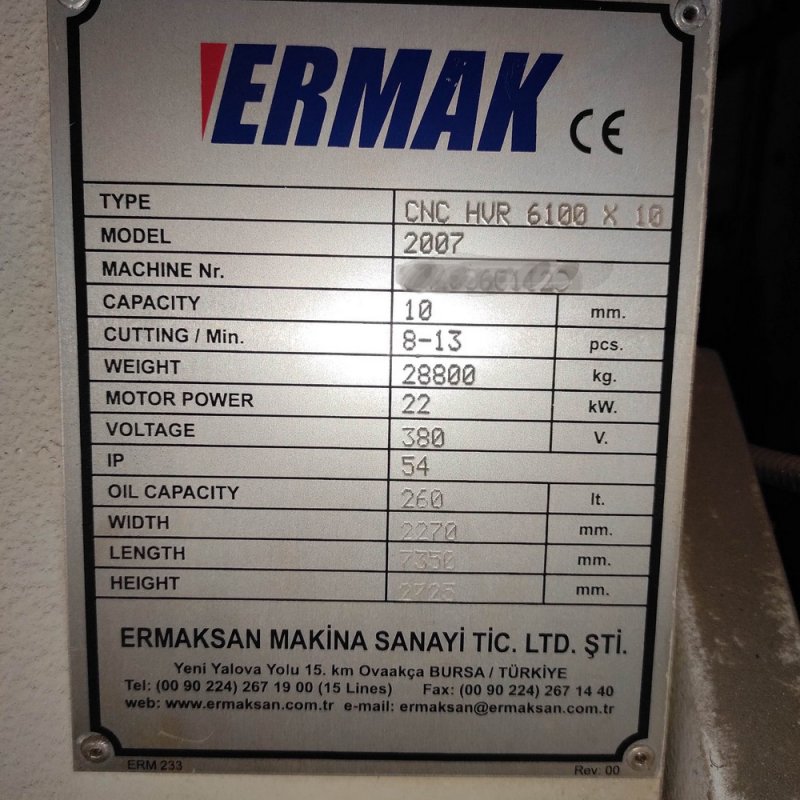 ERMAK CE
TYPE CNC HVR 6100 X 10
MODEL 2007
MACHINE Nr.
CAPACITY 10 mm.
CUTTING / Min. 8-13 pcs.
WEIGHT 28800 kg.
MOTOR POWER 22 kW.
VOLTAGE 380 V.
IP 54
OIL CAPACITY 260 lt.
WIDTH 2270 mm.
LENGTH 7350 mm.
HEIGHT 2725 mm.
ERMAKSAN MAKİNA SANAYİ TİC. LTD. ŞTİ.
Yeni Yalova Yolu 15. km Ovaakça BURSA / TÜRKİYE
Tel: (00 90 224) 267 19 00 (15 Lines) Fax: (00 90 224) 267 14 40
web: www.ermaksan.com.tr e-mail: ermaksan@ermaksan.com.tr
ERM 233 Rev. 00